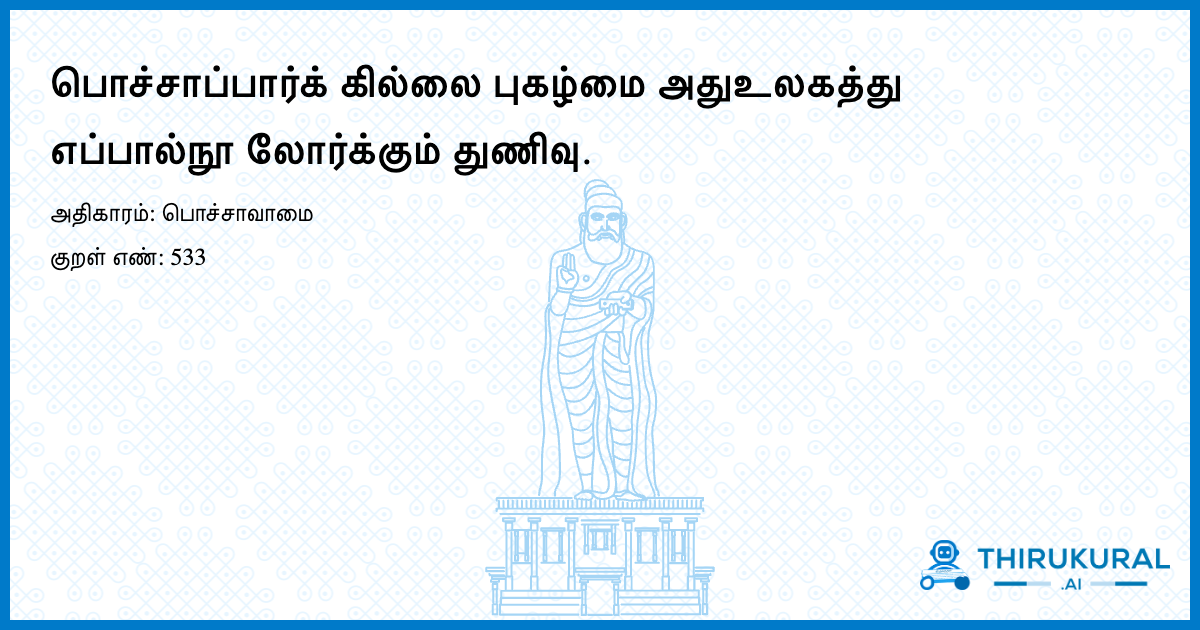 பொச்சாப்பார்க் கில்லை புகழ்மை அதுஉலகத்து
எப்பால்நூ லோர்க்கும் துணிவு.
அதிகாரம்: பொச்சாவாமை
குறள் எண்: 533
THIRUKURAL
.AI